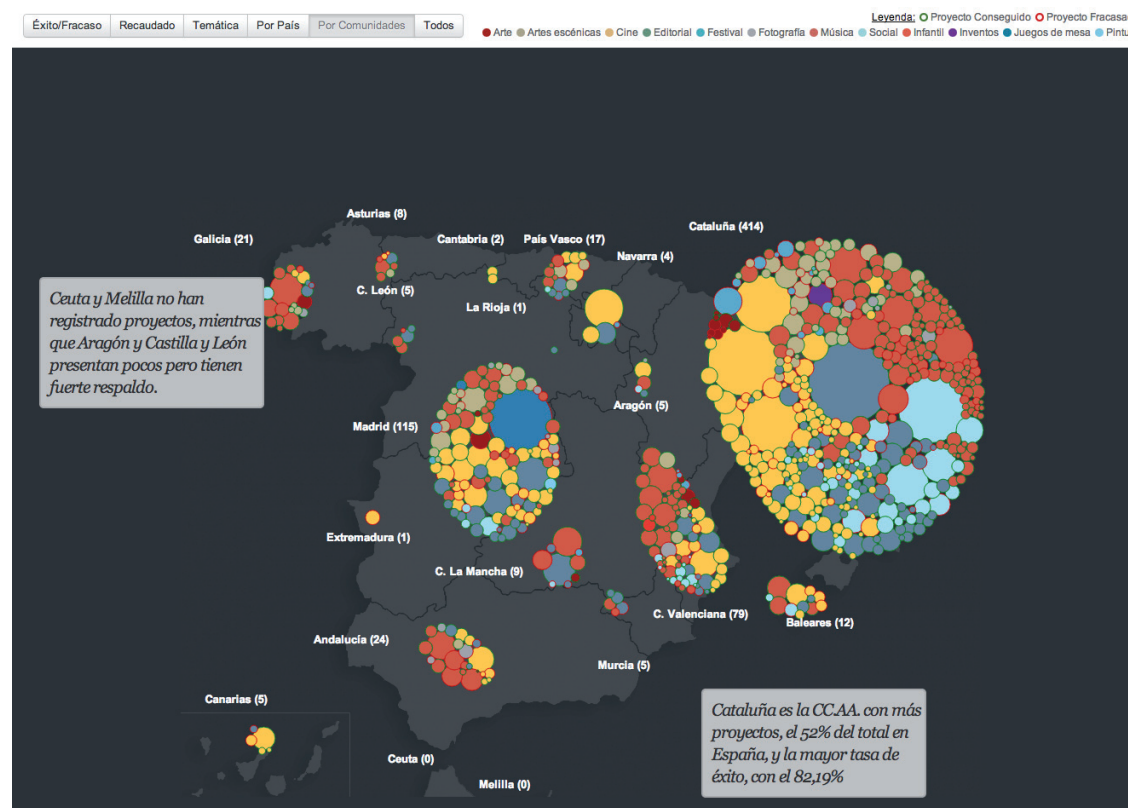 Éxito/Fracaso Recaudado Temática Por País Por Comunidades Todos
Leyenda: Proyecto Conseguido Proyecto Fracasa
Arte Artes escénicas Cine Editorial Festival Fotografía Música Social Infantil Inventos Juegos de mesa Pintu
Asturias (8)
Galicia (21)
Cantabria (2)
País Vasco (17)
Cataluña (414)
Navarra (4)
C. León (5)
La Rioja (1)
Ceuta y Melilla no han
registrado proyectos, mientras
que Aragón y Castilla y León
presentan pocos pero tienen
fuerte respaldo.
Aragón (5)
Madrid (115)
Extremadura (1)
C. La Mancha (9)
C. Valenciana (79)
Baleares (12)
Andalucía (24)
Murcia (5)
Canarias (5)
Cataluña es la CC.AA. con más
proyectos, el 52% del total en
España, y la mayor tasa de
éxito, con el 82,19%
Ceuta (0)
Melilla (0)